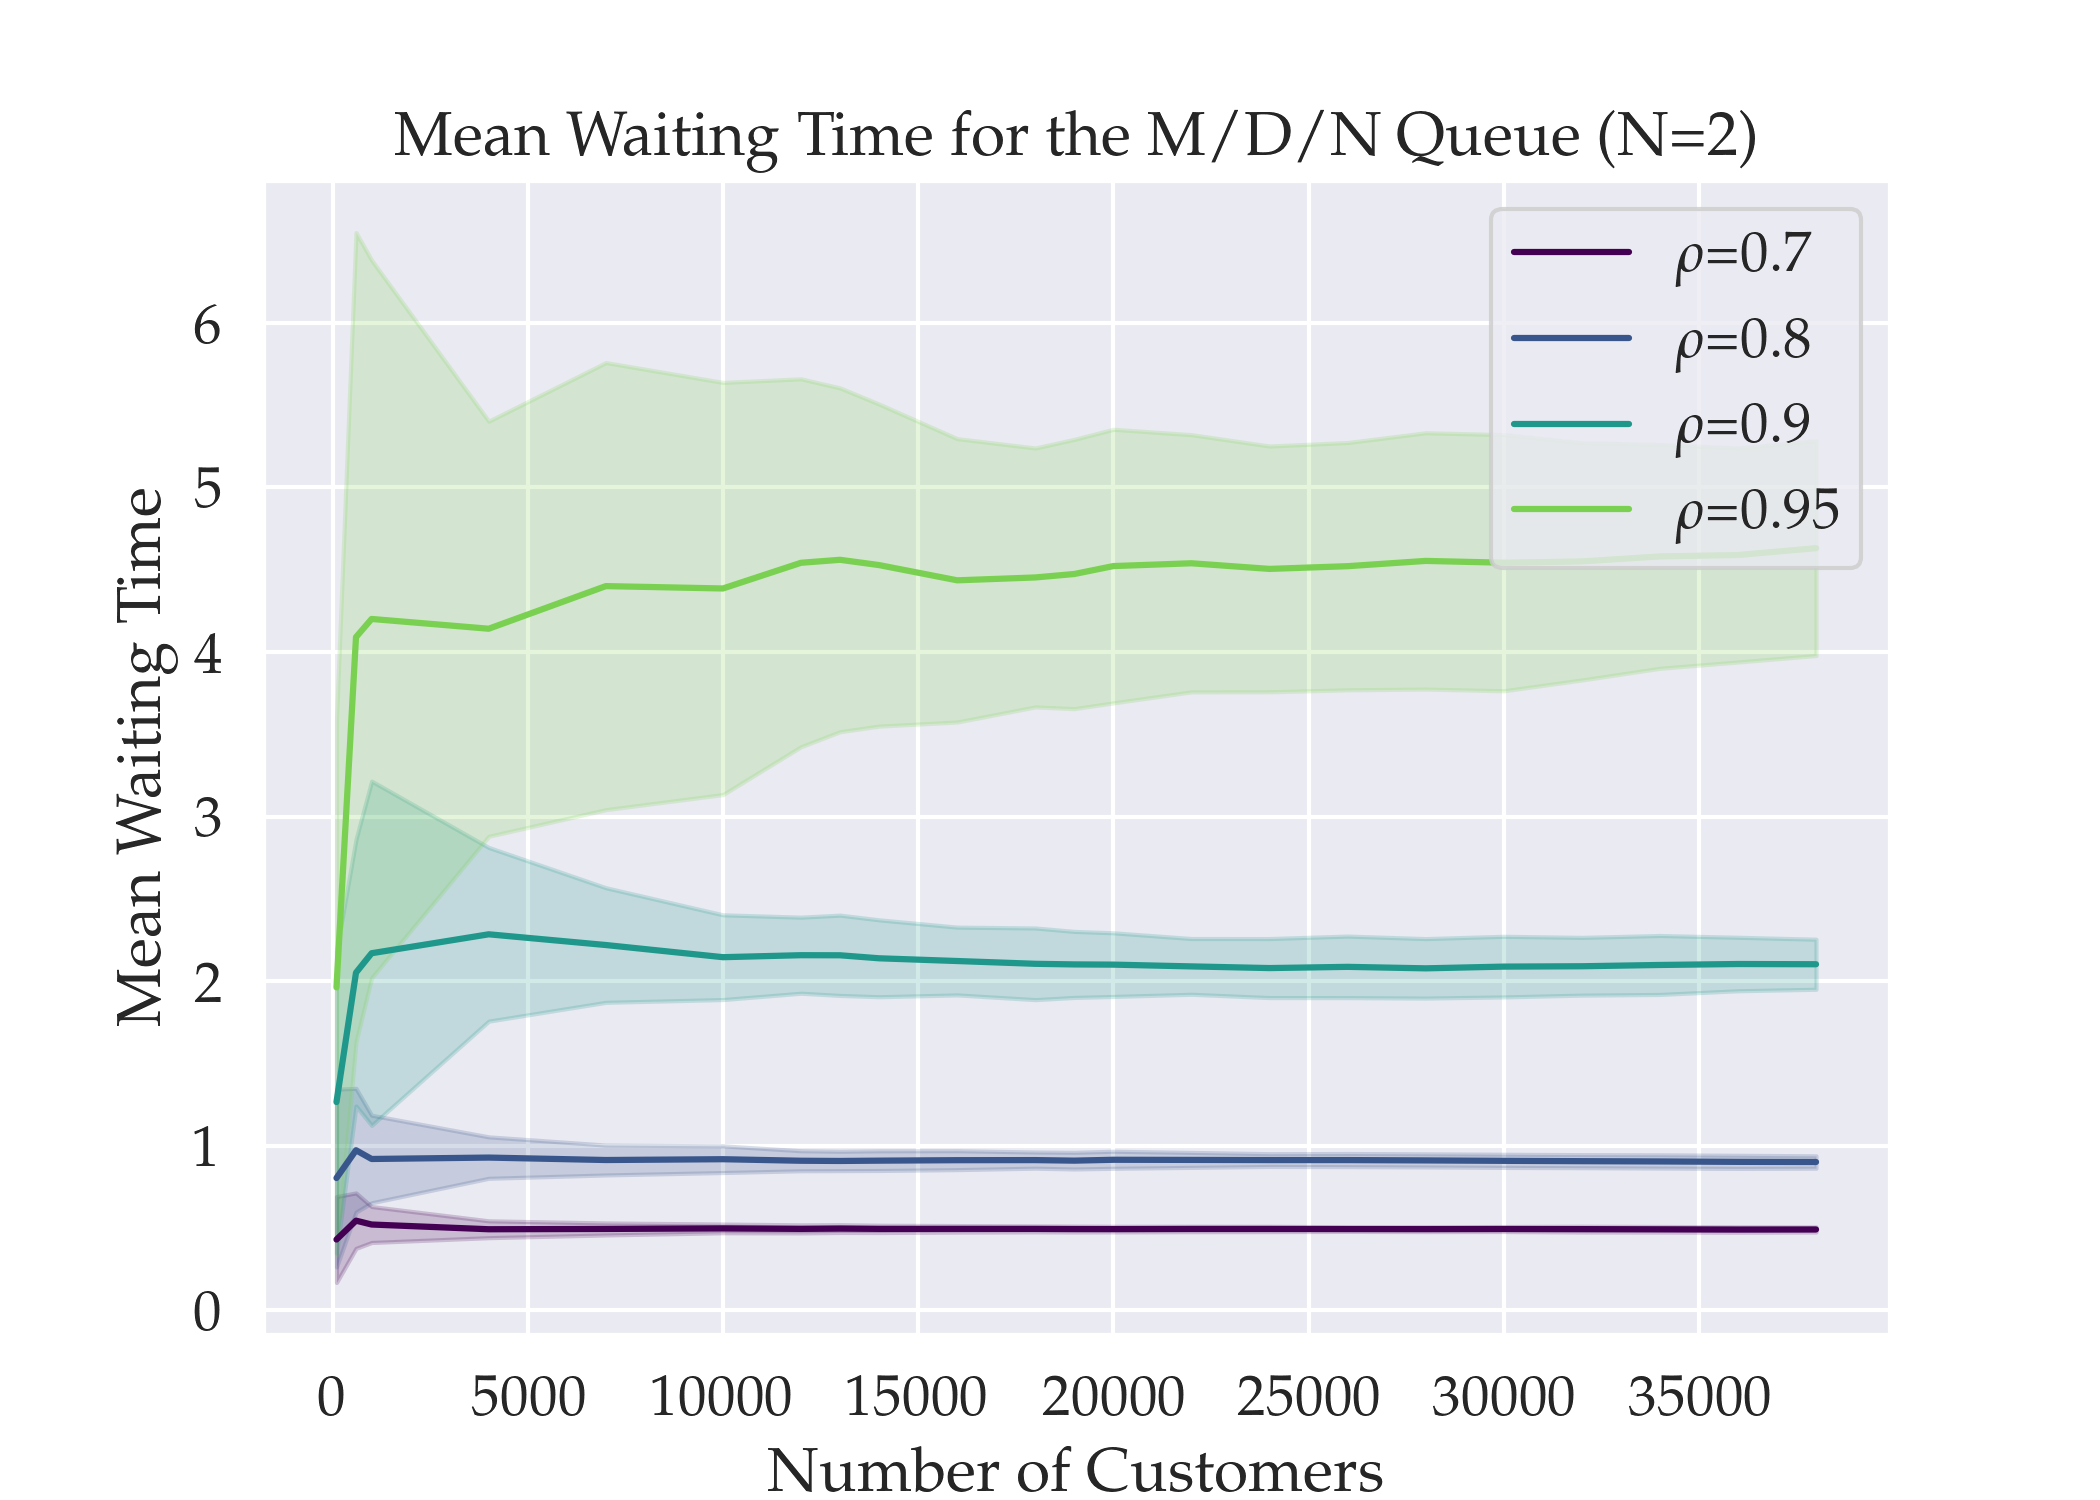 Mean Waiting Time for the M/D/N Queue (N=2)
ρ=0.7
ρ=0.8
ρ=0.9
ρ=0.95
Mean Waiting Time
6
5
4
3
2
1
0
0 5000 10000 15000 20000 25000 30000 35000
Number of Customers